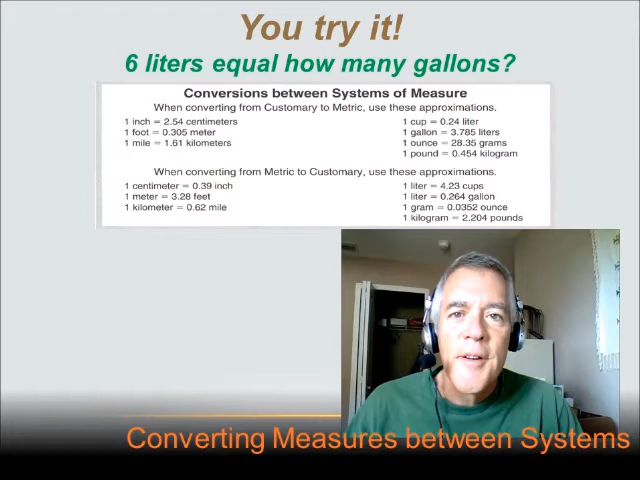 You try it!
6 liters equal how many gallons?
Conversions between Systems of Measure
When converting from Customary to Metric, use these approximations.
1 inch = 2.54 centimeters
1 foot = 0.305 meter
1 mile = 1.61 kilometers
1 cup = 0.24 liter
1 gallon = 3.785 liters
1 ounce = 28.35 grams
1 pound = 0.454 kilogram
When converting from Metric to Customary, use these approximations.
1 centimeter = 0.39 inch
1 meter = 3.28 feet
1 kilometer = 0.62 mile
1 liter = 4.23 cups
1 liter = 0.264 gallon
1 gram = 0.0352 ounce
1 kilogram = 2.204 pounds
Converting Measures between Systems